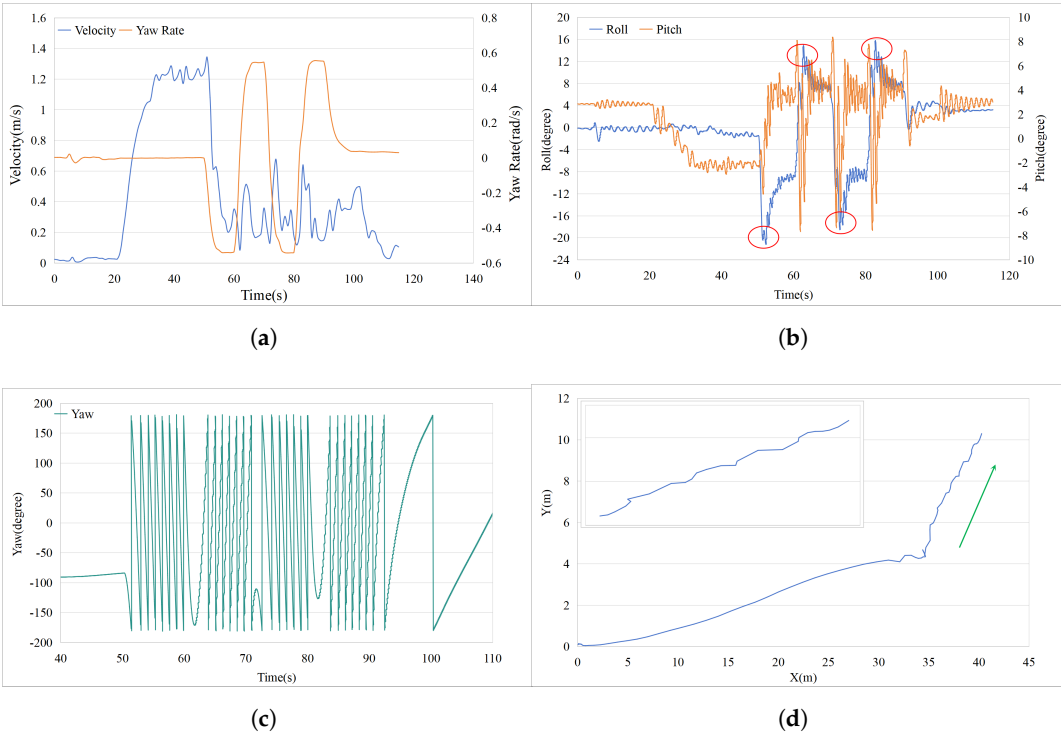 Velocity Yaw Rate
1.6
1.4
1.2
1
0.8
0.6
0.4
0.2
0
0.8
0.6
0.4
0.2
0
-0.2
-0.4
-0.6
0 20 40 60 80 100 120 140
Velocity(m/s)
Yaw Rate(rad/s)
Time(s)
(a)
Roll Pitch
20
16
12
8
4
0
-4
-8
-12
-16
-20
-24
10
8
6
4
2
0
-2
-4
-6
-8
-10
0 20 40 60 80 100 120
Roll(degree)
Pitch(degree)
Time(s)
(b)
Yaw
200
150
100
50
0
-50
-100
-150
-200
40 50 60 70 80 90 100 110
Yaw(degree)
Time(s)
(c)
12
10
8
6
4
2
0
0 5 10 15 20 25 30 35 40 45
Y(m)
X(m)
(d)